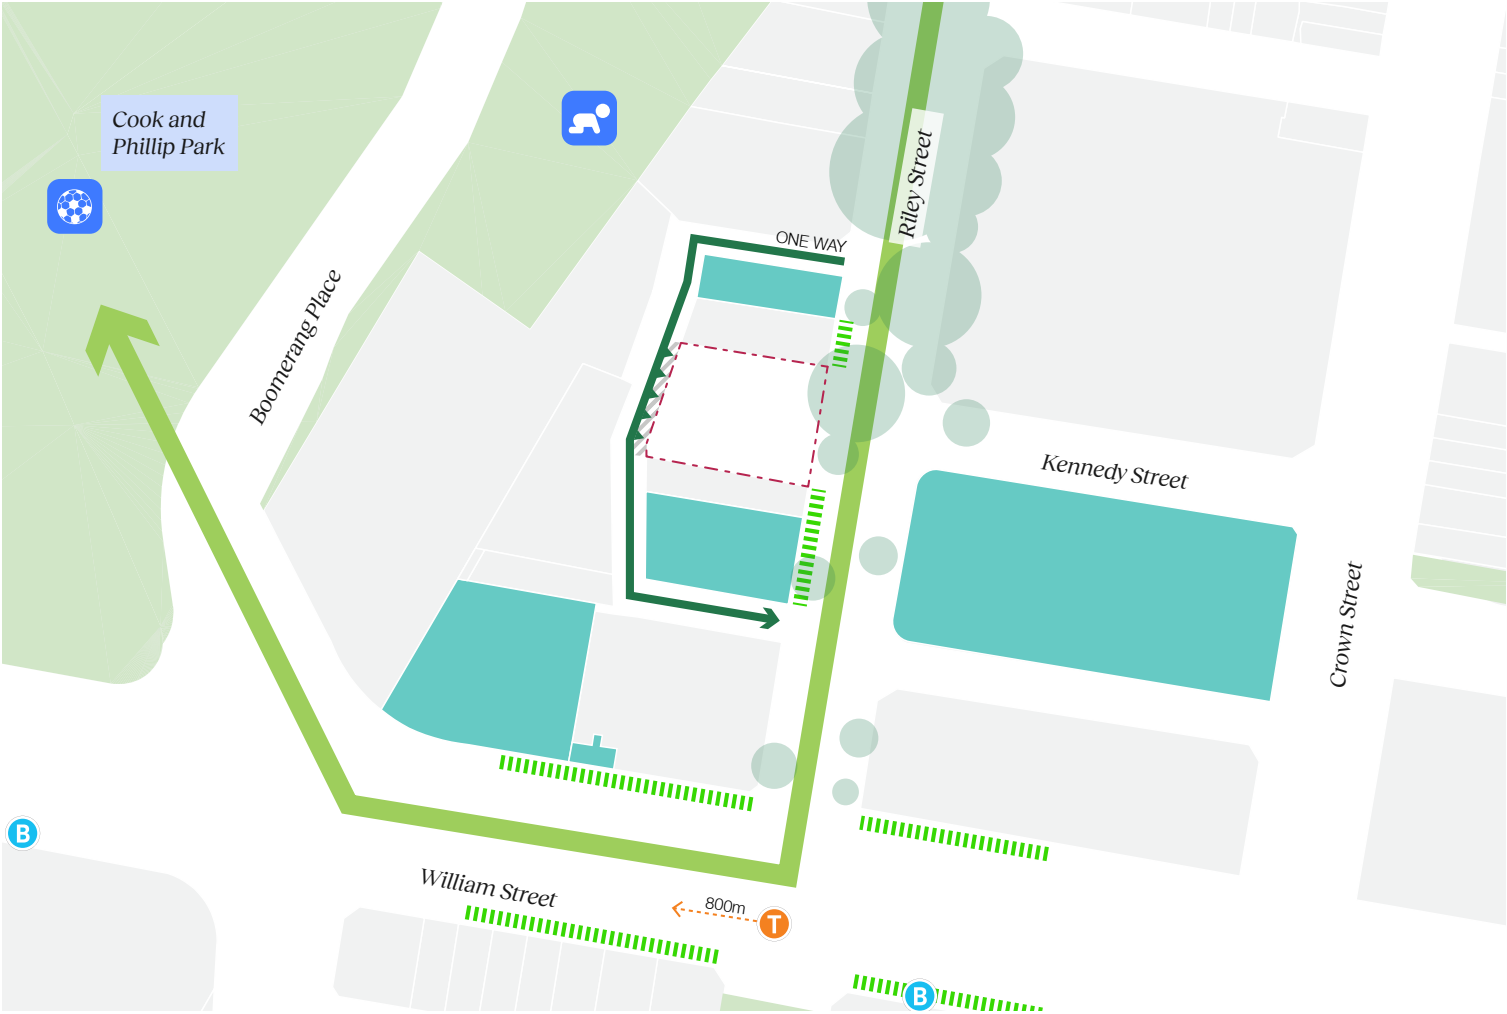 Cook and
Phillip Park
Riley Street
ONE WAY
Boomerang Place
Kennedy Street
Crown Street
B
William Street
800m
T
B